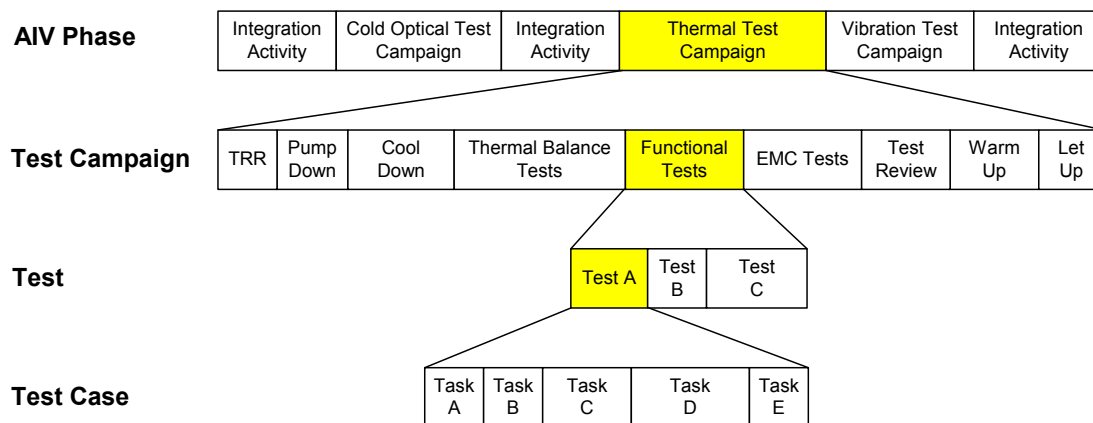 AIV Phase
Integration
Activity
Cold Optical Test
Campaign
Integration
Activity
Thermal Test
Campaign
Vibration Test
Campaign
Integration
Activity
Test Campaign
TRR
Pump
Down
Cool
Down
Thermal Balance
Tests
Functional
Tests
EMC Tests
Test
Review
Warm
Up
Let
Up
Test
Test A
Test
B
Test
C
Test Case
Task
A
Task
B
Task
C
Task
D
Task
E